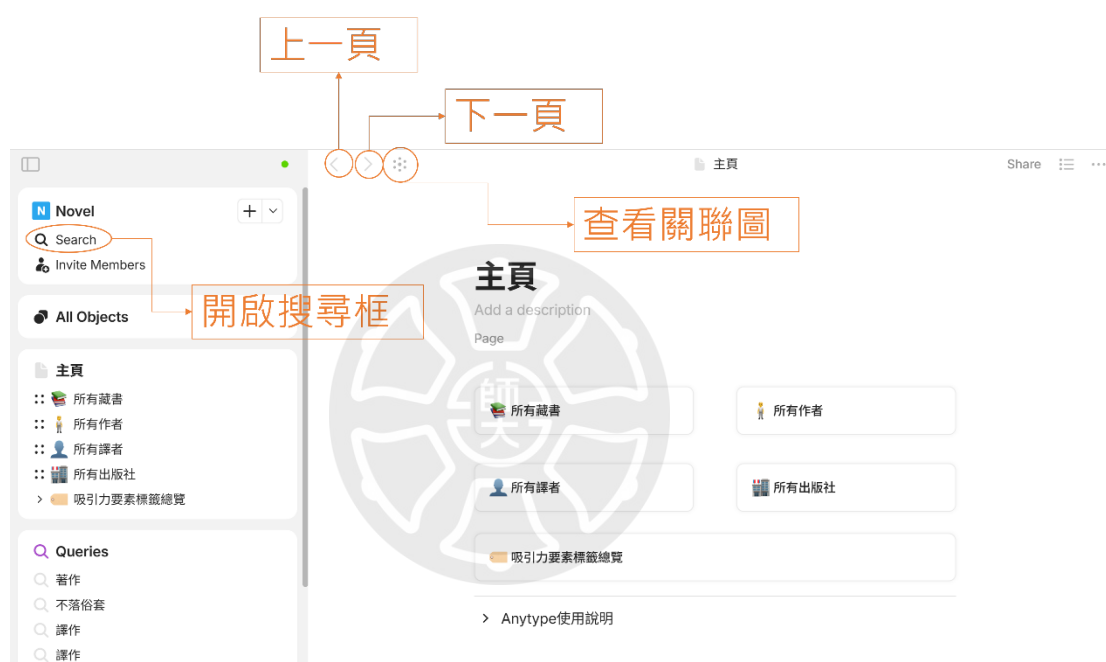 上一頁
下一頁
主頁
Share
N Novel
Search
Invite Members
查看關聯圖
開啟搜尋框
All Objects
主頁
所有藏書
所有作者
所有譯者
所有出版社
吸引力要素標籤總覽
Queries
著作
不落俗套
譯作
譯作
主頁
Add a description
Page
所有藏書
所有作者
所有譯者
所有出版社
吸引力要素標籤總覽
Anytype使用說明
師大